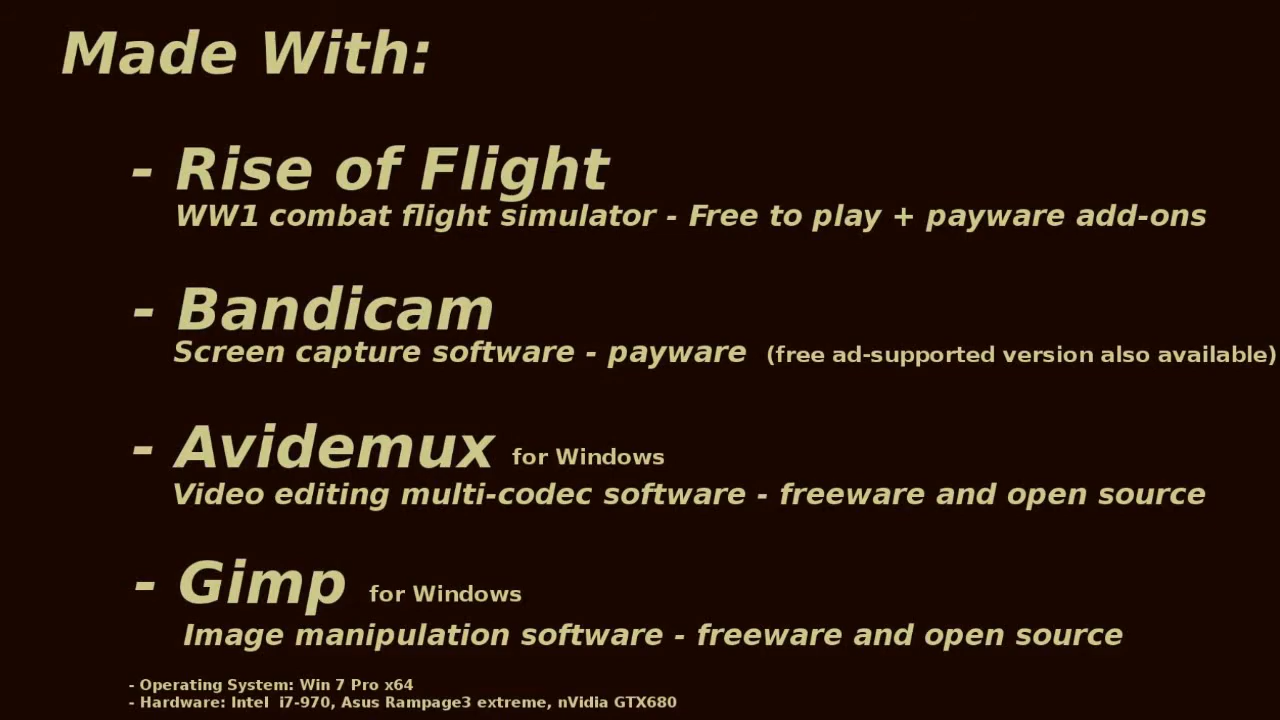 Made With:
- Rise of Flight
WW1 combat flight simulator - Free to play + payware add-ons
- Bandicam
Screen capture software - payware (free ad-supported version also available)
- Avidemux for Windows
Video editing multi-codec software - freeware and open source
- Gimp for Windows
Image manipulation software - freeware and open source
- Operating System: Win 7 Pro x64
- Hardware: Intel  i7-970, Asus Rampage3 extreme, nVidia GTX680